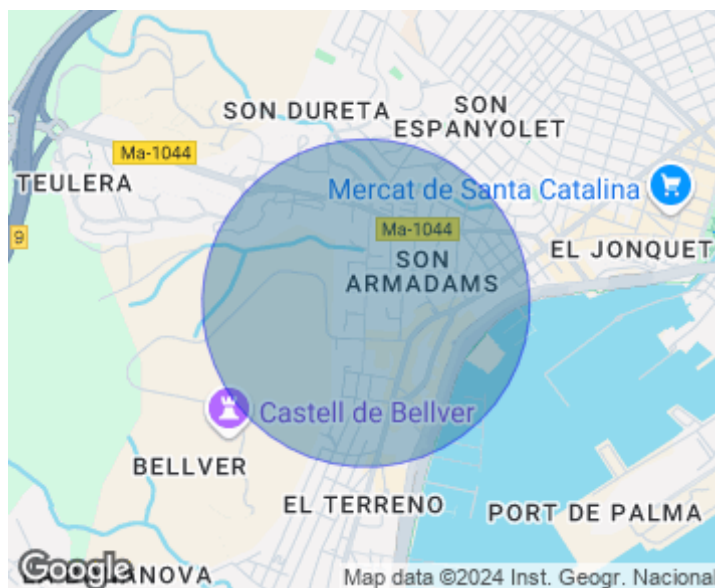 SON DURETA
SON
ESPANYOLET
Ma-1044
TEULERA
Mercat de Santa Catalina
9
Ma-1044
EL JONQUET
SON
ARMADAMS
Castell de Bellver
BELLVER
EL TERRENO
PORT DE PALMA
Google
ANOVA
Map data ©2024 Inst. Geogr. Nacional